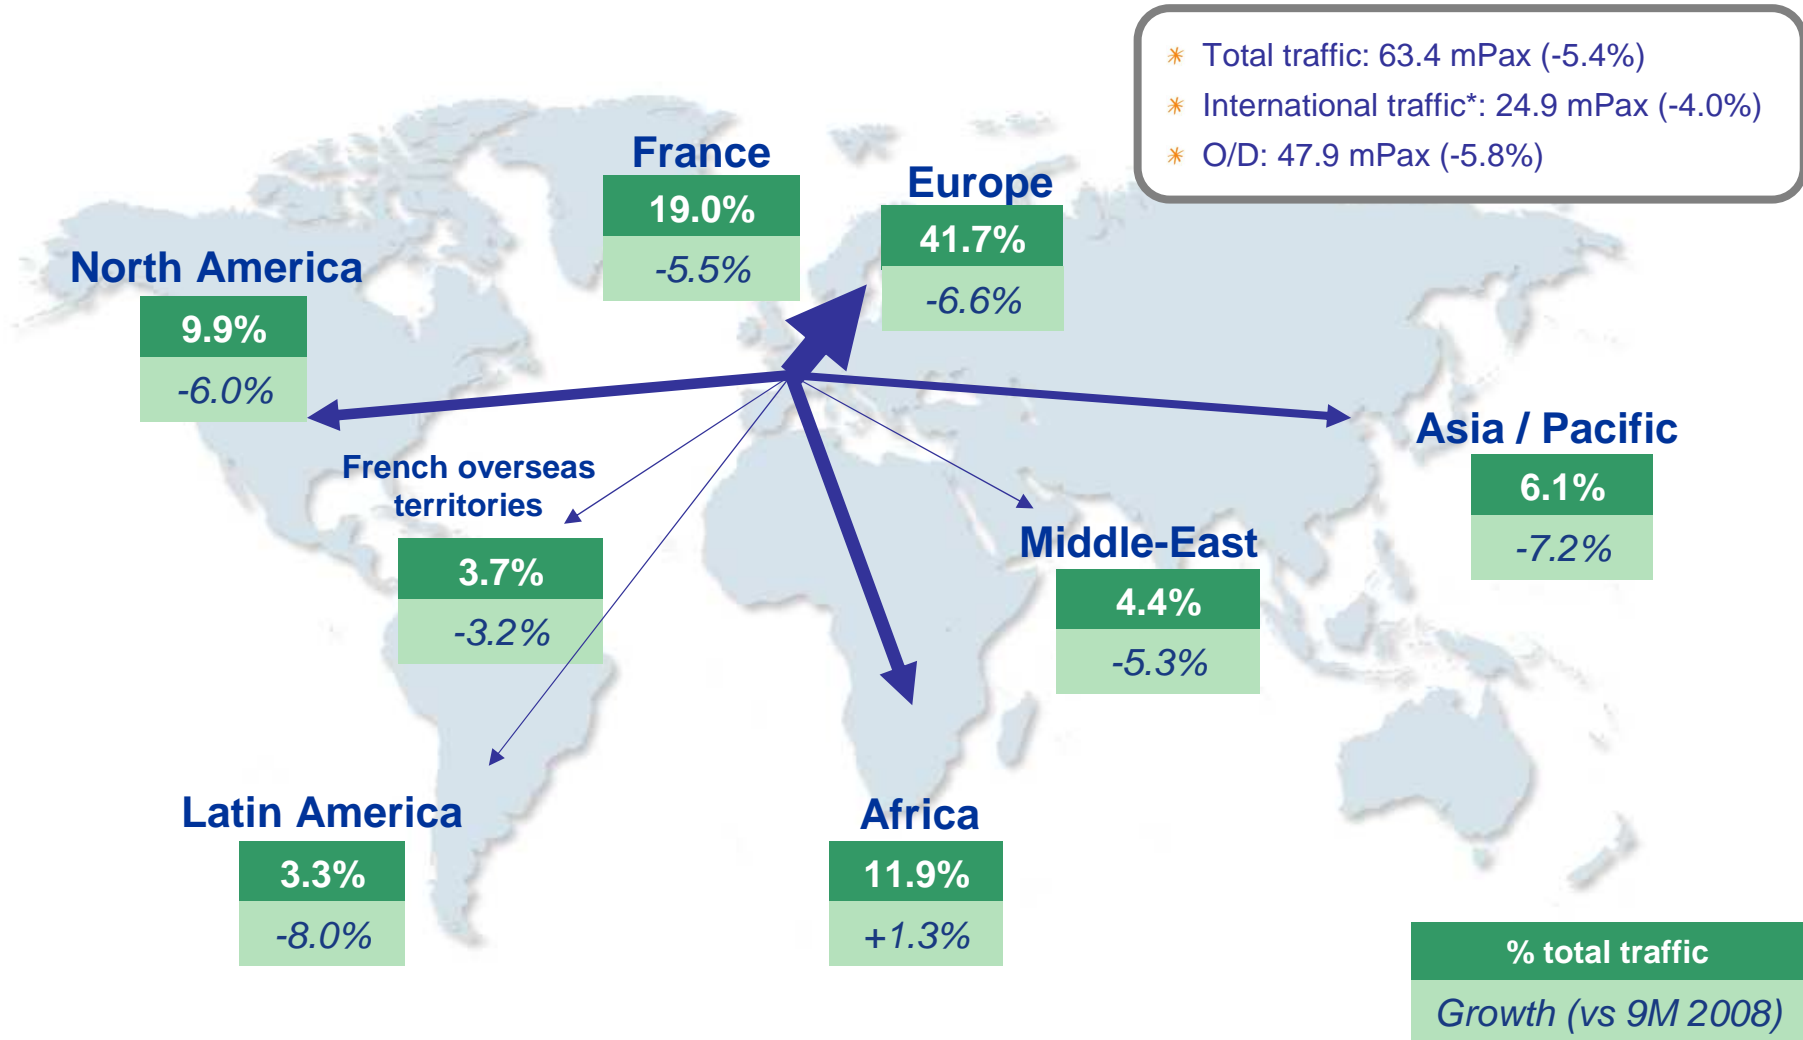 ✴ Total traffic: 63.4 mPax (-5.4%)
✴ International traffic*: 24.9 mPax (-4.0%)
✴ O/D: 47.9 mPax (-5.8%)
France
19.0%
-5.5%
Europe
41.7%
-6.6%
North America
9.9%
-6.0%
French overseas
territories
3.7%
-3.2%
Asia / Pacific
6.1%
-7.2%
Middle-East
4.4%
-5.3%
Latin America
3.3%
-8.0%
Africa
11.9%
+1.3%
% total traffic
Growth (vs 9M 2008)